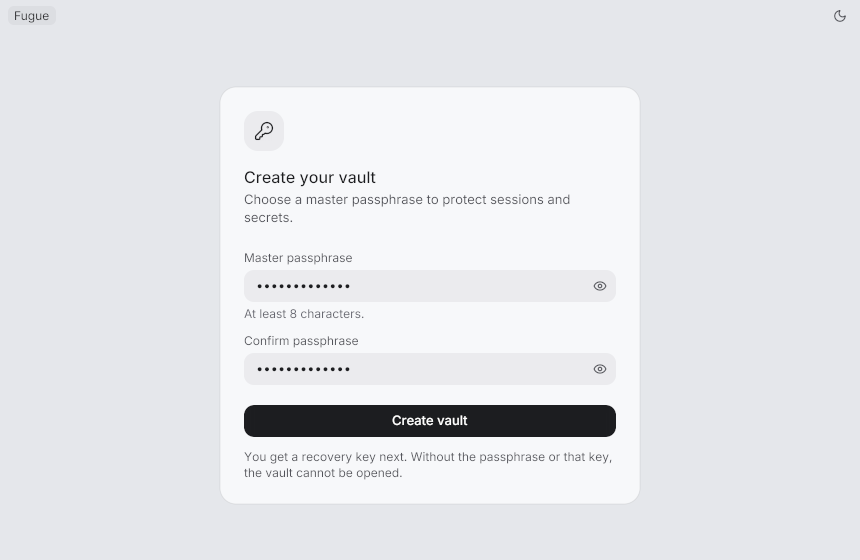 Fugue
Create your vault
Choose a master passphrase to protect sessions and
secrets.
Master passphrase
•••••••••••••
At least 8 characters.
Confirm passphrase
•••••••••••••
Create vault
You get a recovery key next. Without the passphrase or that key,
the vault cannot be opened.